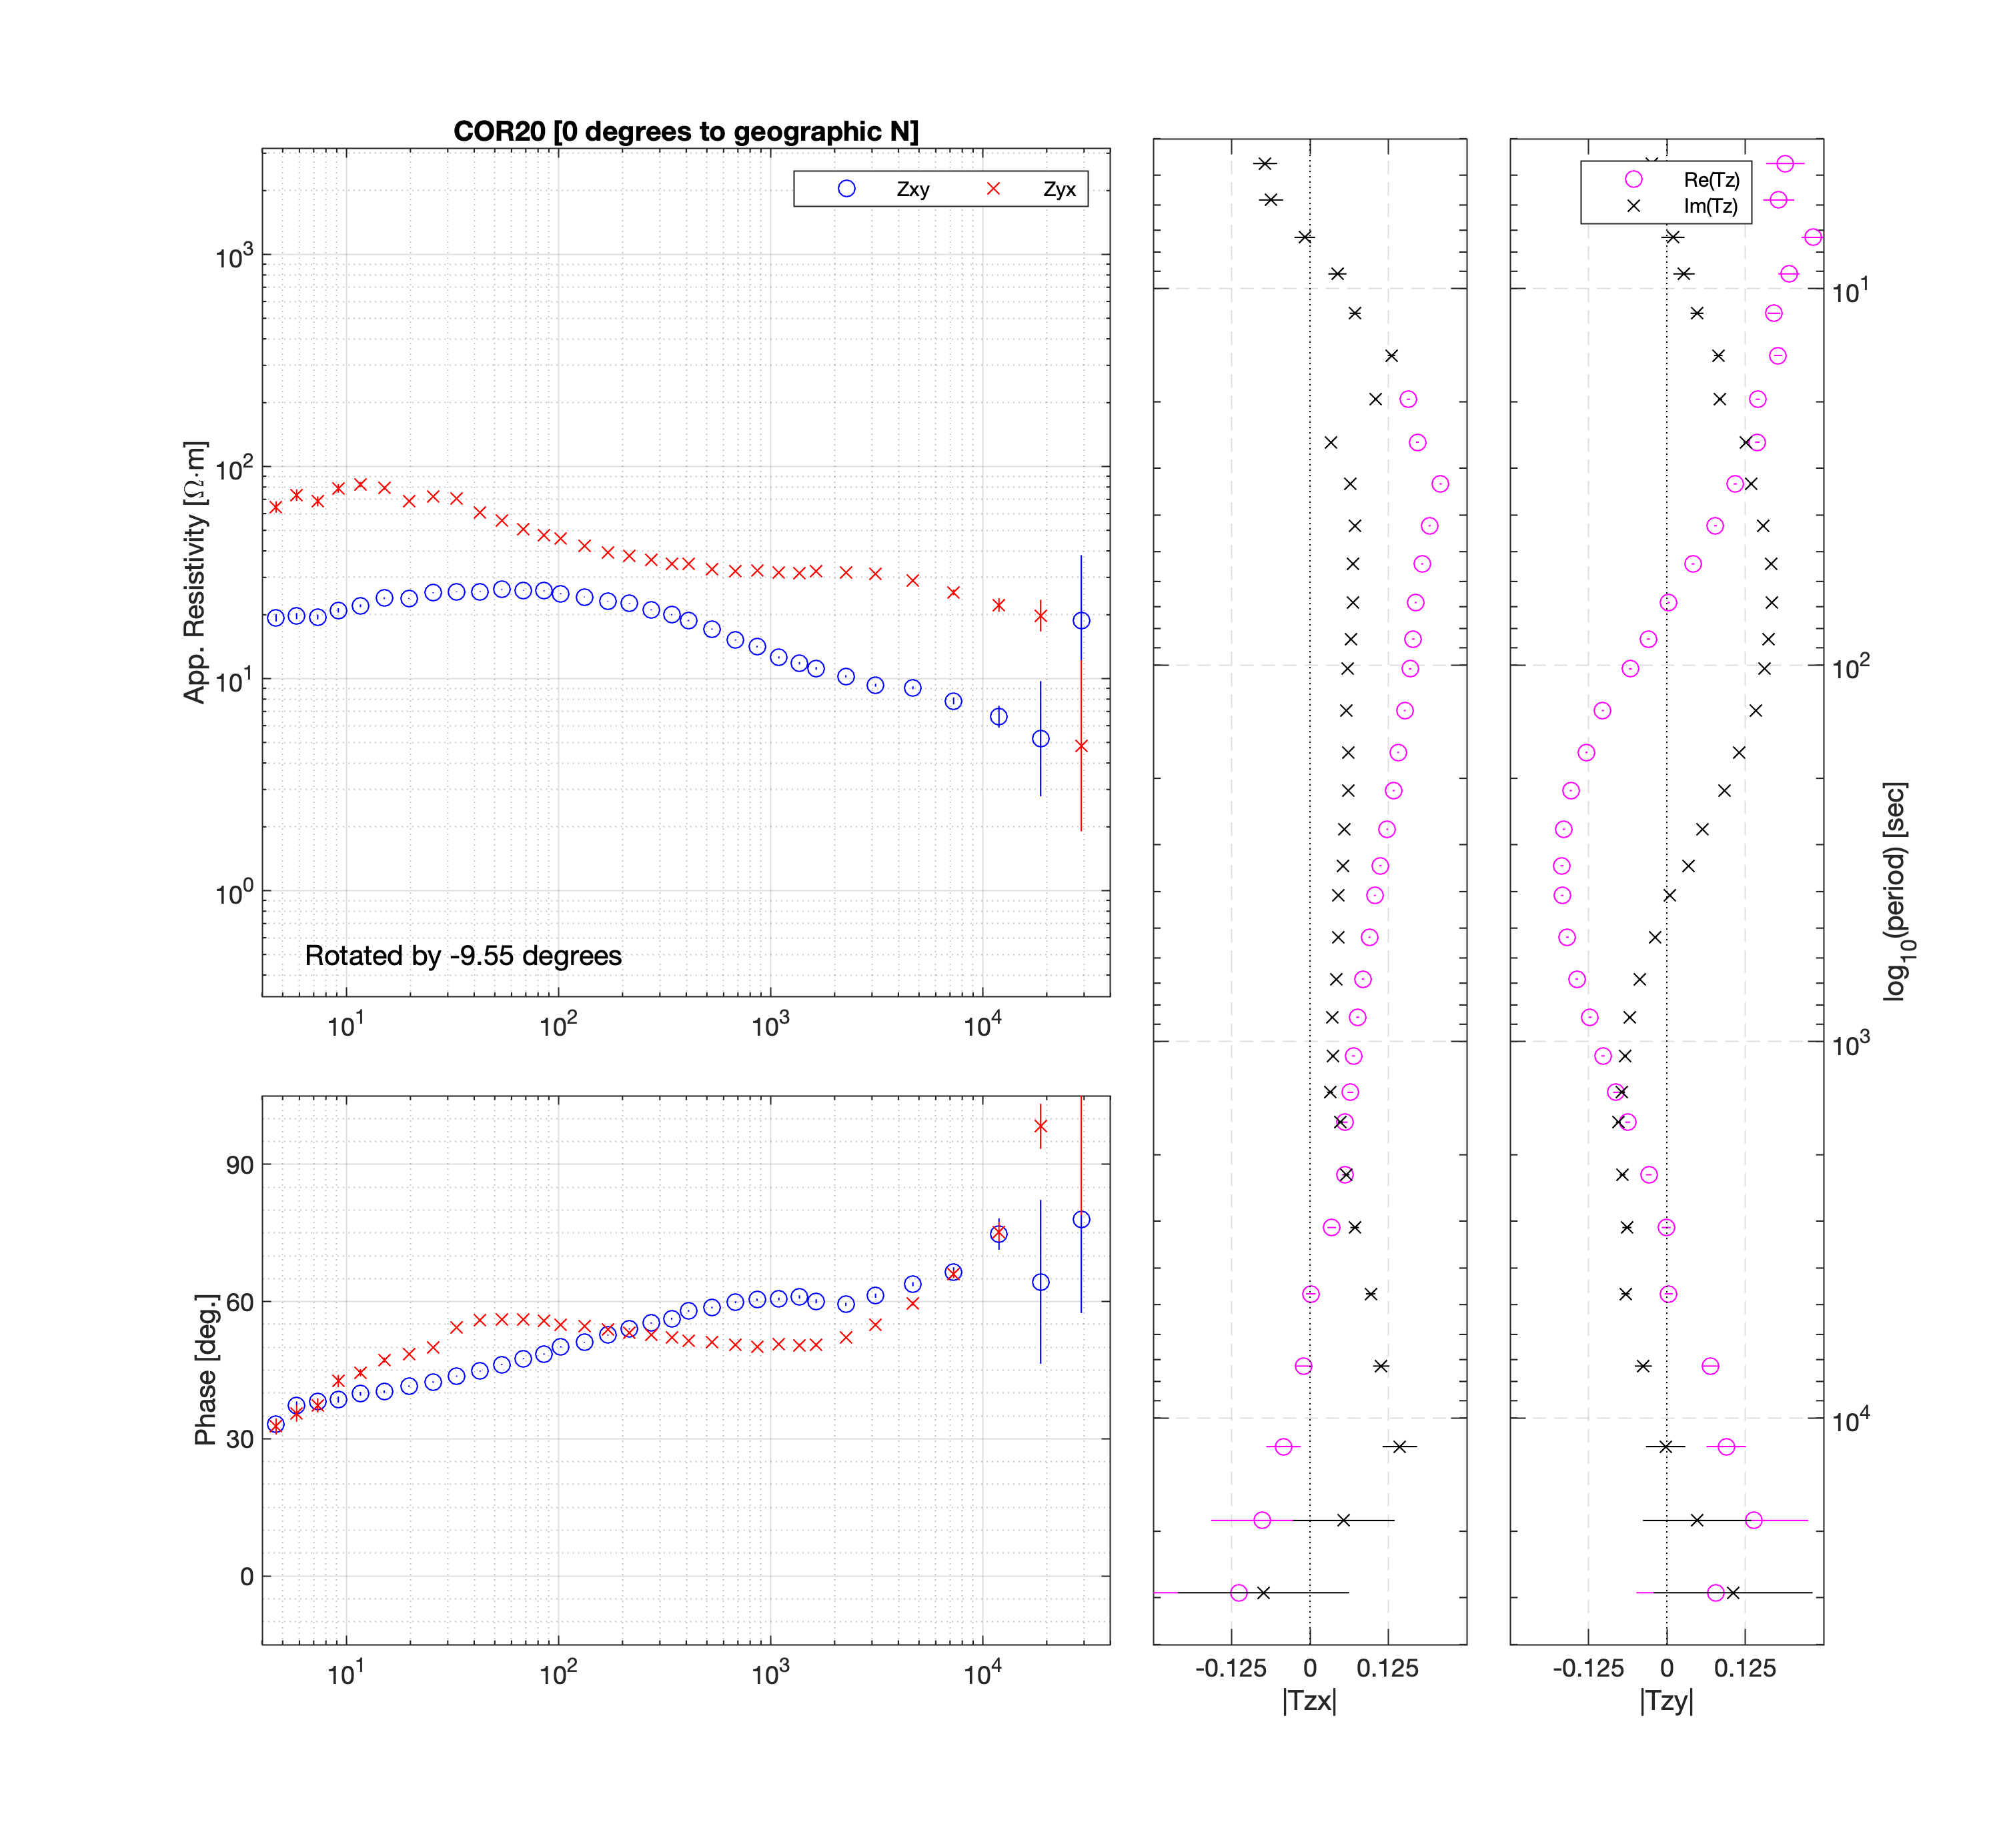 COR20 [0 degrees to geographic N]
Zxy Zyx
App. Resistivity [Ω·m]
10^3
10^2
10^1
10^0
Rotated by -9.55 degrees
10^1 10^2 10^3 10^4
Phase [deg.]
90
60
30
0
10^1 10^2 10^3 10^4
-0.125 0 0.125
|Tzx|
Re(Tz)
Im(Tz)
-0.125 0 0.125
|Tzy|
10^1
10^2
10^3
10^4
log10(period) [sec]